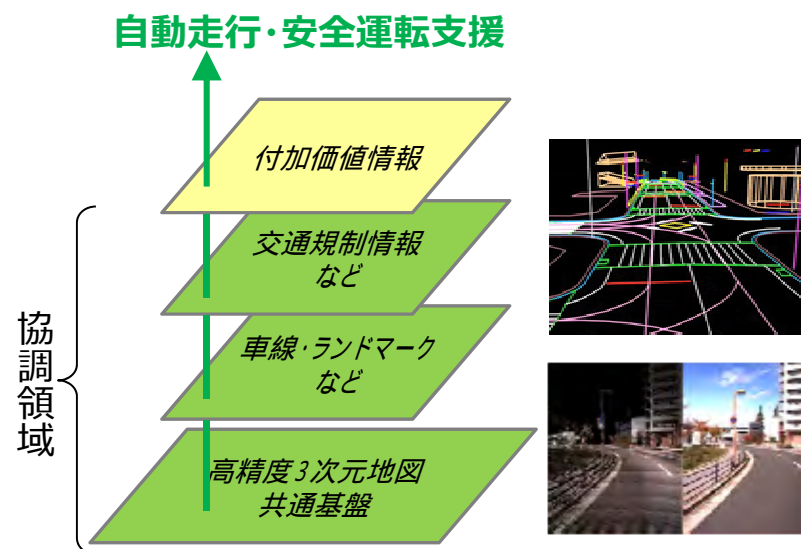 自動走行・安全運転支援
付加価値情報
交通規制情報
など
車線・ランドマーク
など
高精度3次元地図
共通基盤
協調領域